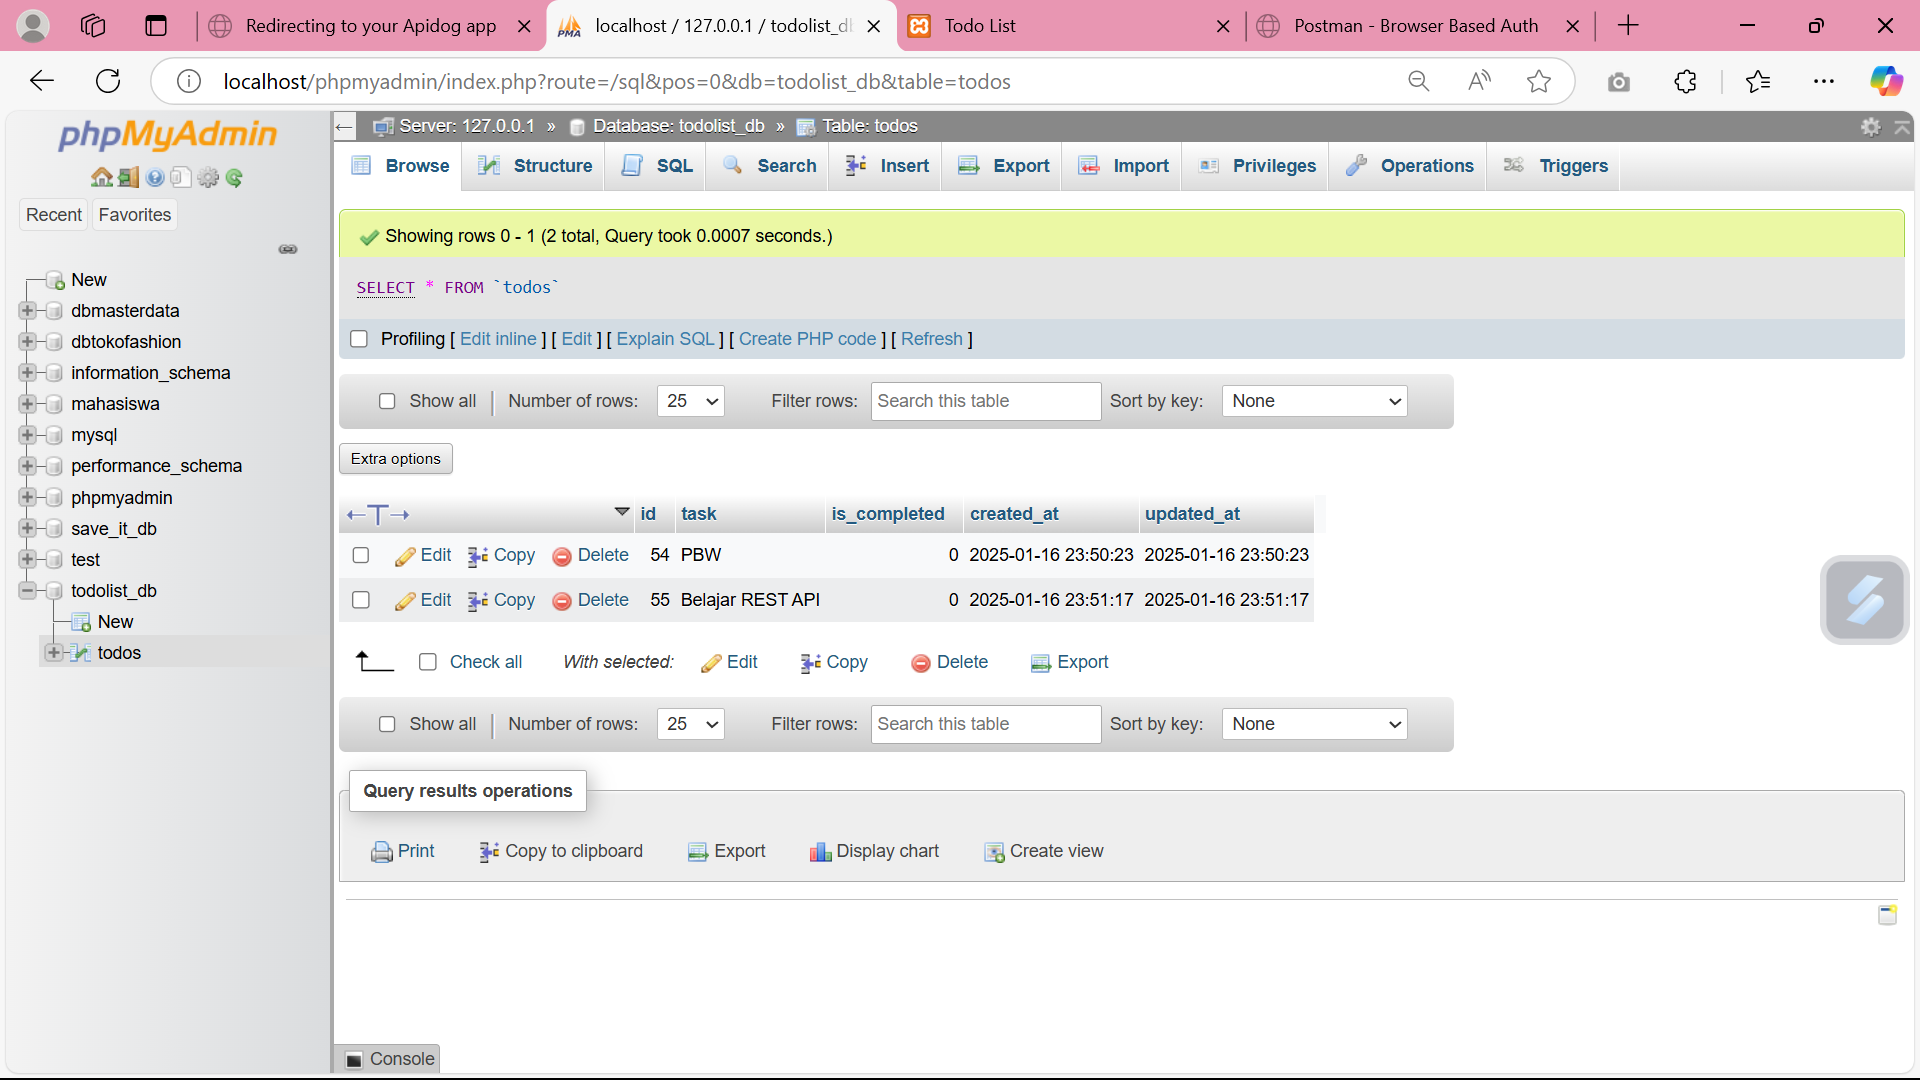 Redirecting to your Apidog app
localhost / 127.0.0.1 / todolist_db
Todo List
Postman - Browser Based Auth
localhost/phpmyadmin/index.php?route=/sql&pos=0&db=todolist_db&table=todos
phpMyAdmin
Recent Favorites
New
dbmasterdata
dbtokofashion
information_schema
mahasiswa
mysql
performance_schema
phpmyadmin
save_it_db
test
todolist_db
New
todos
Server: 127.0.0.1 » Database: todolist_db » Table: todos
Browse Structure SQL Search Insert Export Import Privileges Operations Triggers
Showing rows 0 - 1 (2 total, Query took 0.0007 seconds.)
SELECT * FROM `todos`
Profiling [ Edit inline ] [ Edit ] [ Explain SQL ] [ Create PHP code ] [ Refresh ]
Show all Number of rows: 25 Filter rows: Search this table Sort by key: None
Extra options
←T→ id task is_completed created_at updated_at
Edit Copy Delete 54 PBW 0 2025-01-16 23:50:23 2025-01-16 23:50:23
Edit Copy Delete 55 Belajar REST API 0 2025-01-16 23:51:17 2025-01-16 23:51:17
Check all With selected: Edit Copy Delete Export
Show all Number of rows: 25 Filter rows: Search this table Sort by key: None
Query results operations
Print Copy to clipboard Export Display chart Create view
Console